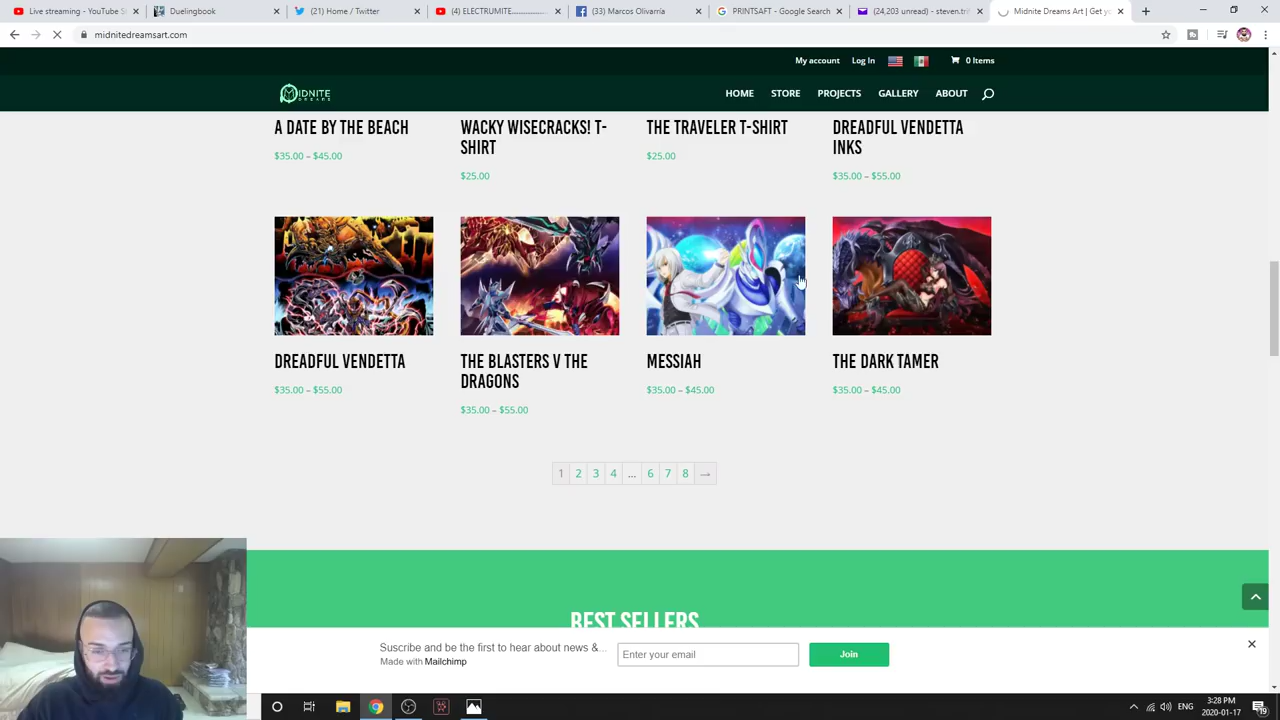 Live streaming - YouTube S
Duelingbook
(21) Home / Twitter
(4) ELECTRUMITE
(33) Marcos Olivarría
PRINTSAFT - Google Search
(24,203 unread) - steven.tri
Midnite Dreams Art | Get yo
midnitedreamsart.com
My account Log In 0 Items
MIDNITE
DREAMS
HOME STORE PROJECTS GALLERY ABOUT
A DATE BY THE BEACH
$35.00 – $45.00
WACKY WISECRACKS! T-
SHIRT
$25.00
THE TRAVELER T-SHIRT
$25.00
DREADFUL VENDETTA
INKS
$35.00 – $55.00
DREADFUL VENDETTA
$35.00 – $55.00
THE BLASTERS V THE
DRAGONS
$35.00 – $55.00
MESSIAH
$35.00 – $45.00
THE DARK TAMER
$35.00 – $45.00
1 2 3 4 ... 6 7 8 →
BEST SELLERS
Suscribe and be the first to hear about news &...
Made with Mailchimp
Enter your email
Join
ENG
3:28 PM
2020-01-17
19